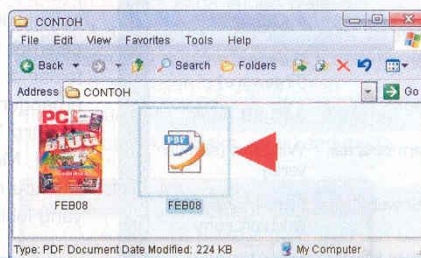 CONTOH
File Edit View Favorites Tools Help
Back Search Folders
Address CONTOH Go
PC
PDF
FEB08 FEB08
Type: PDF Document Date Modified: 224 KB My Computer